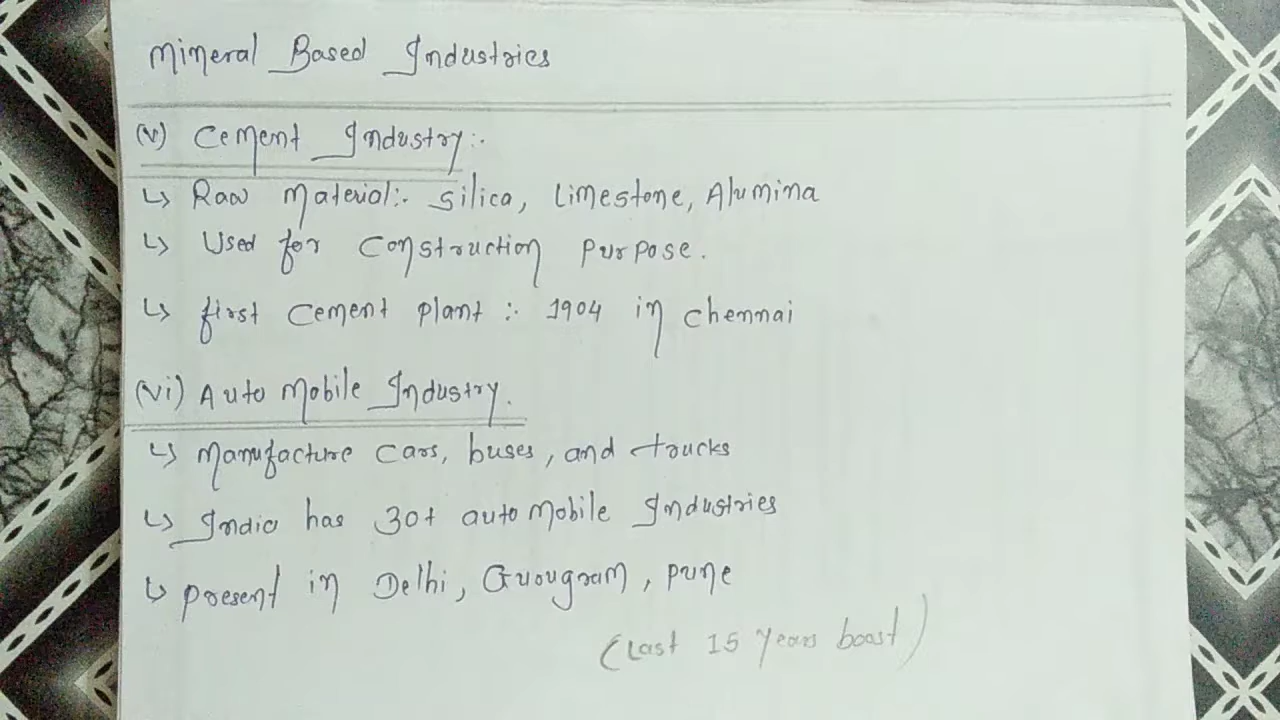 Mineral Based Industries
(v) Cement Industry:-
↳ Raw Material:- Silica, Limestone, Alumina
↳ Used for Construction Purpose.
↳ first Cement plant :- 1904 in Chennai
(vi) Auto Mobile Industry.
↳ Manufacture Cars, buses, and trucks
↳ India has 30+ auto Mobile Industries
↳ present in Delhi, Gurugram, Pune
(Last 15 Years boost)